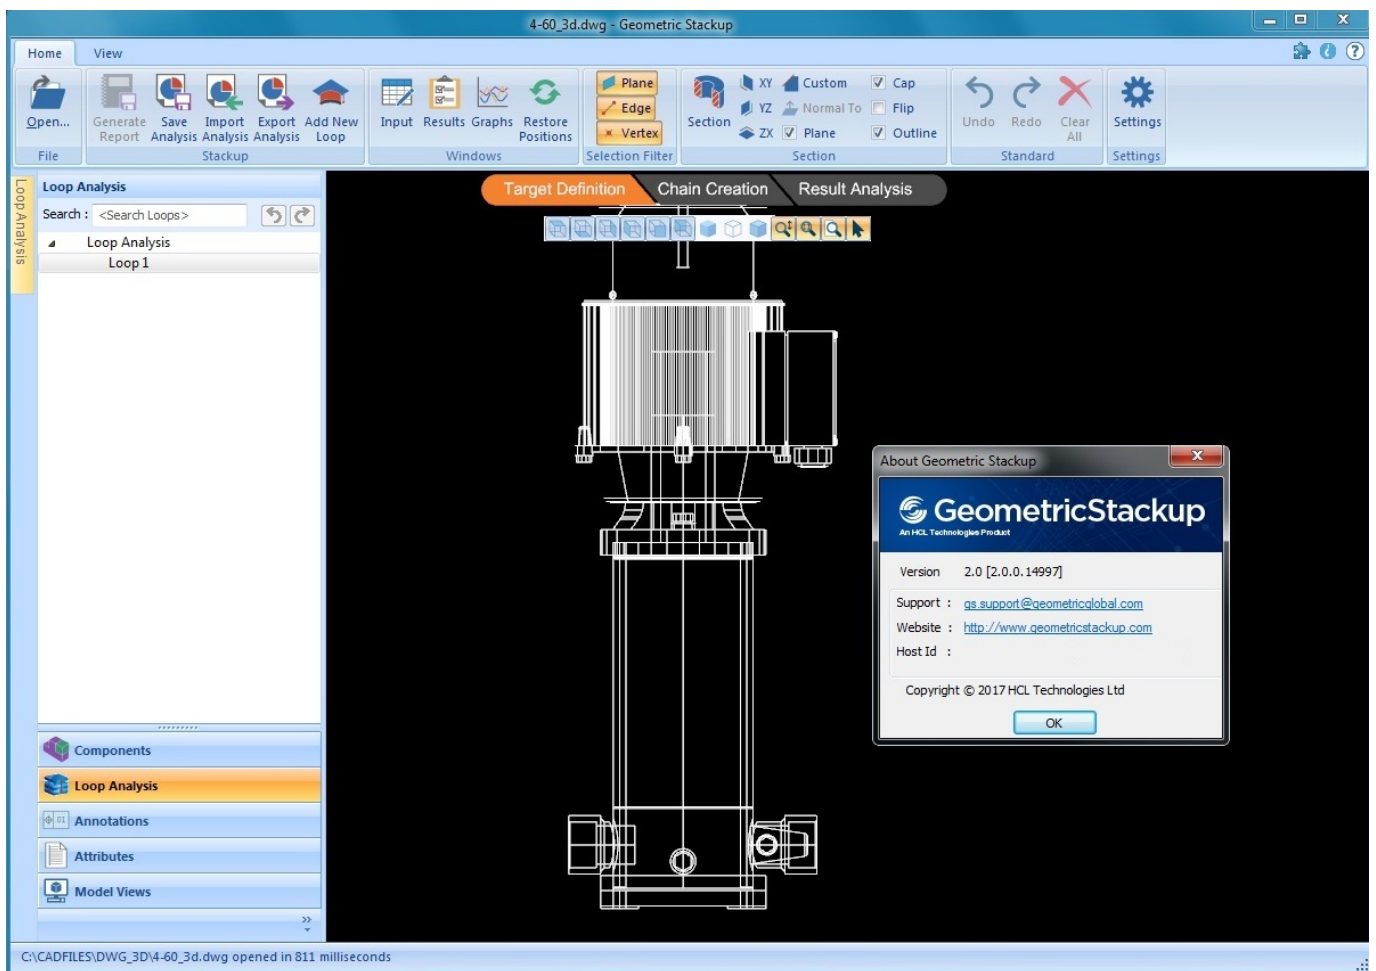 4-60_3d.dwg - Geometric Stackup
Home View
Open...
Generate Report
Save Analysis
Import Analysis
Export Analysis
Add New Loop
Input
Results
Graphs
Restore Positions
Plane
Edge
Vertex
Section
XY Custom Cap
YZ Normal To Flip
ZX Plane Outline
Undo
Redo
Clear All
Settings
File Stackup Windows Selection Filter Section Standard Settings
Loop Analysis
Loop Analysis
Search : <Search Loops>
Loop Analysis
Loop 1
Target Definition Chain Creation Result Analysis
About Geometric Stackup
GeometricStackup
An HCL Technologies Product
Version 2.0 [2.0.0.14997]
Support : gs.support@geometricglobal.com
Website : http://www.geometricstackup.com
Host Id :
Copyright © 2017 HCL Technologies Ltd
OK
Components
Loop Analysis
.01 Annotations
Attributes
Model Views
C:\CADFILES\DWG_3D\4-60_3d.dwg opened in 811 milliseconds